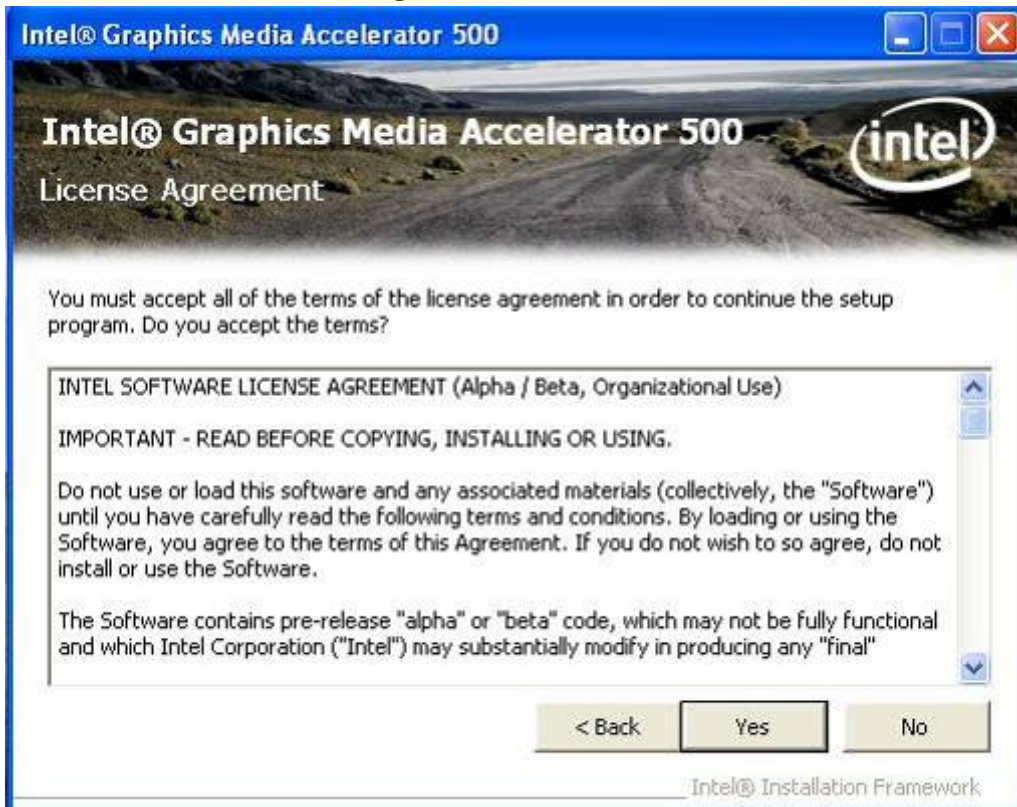 Intel® Graphics Media Accelerator 500
Intel® Graphics Media Accelerator 500
intel
License Agreement
You must accept all of the terms of the license agreement in order to continue the setup
program. Do you accept the terms?
INTEL SOFTWARE LICENSE AGREEMENT (Alpha / Beta, Organizational Use)
IMPORTANT - READ BEFORE COPYING, INSTALLING OR USING.
Do not use or load this software and any associated materials (collectively, the "Software")
until you have carefully read the following terms and conditions. By loading or using the
Software, you agree to the terms of this Agreement. If you do not wish to so agree, do not
install or use the Software.
The Software contains pre-release "alpha" or "beta" code, which may not be fully functional
and which Intel Corporation ("Intel") may substantially modify in producing any "final"
< Back Yes No
Intel® Installation Framework